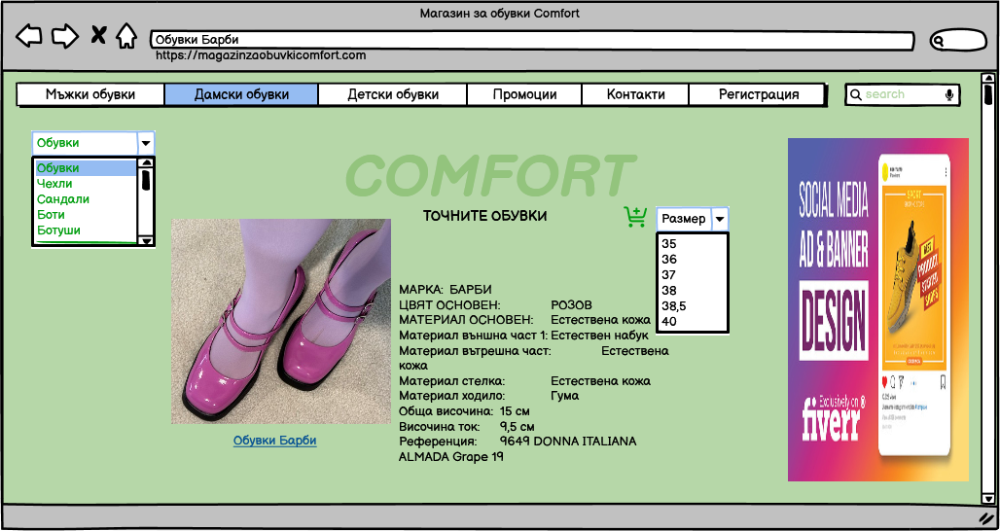 Магазин за обувки Comfort
Обувки Барби
https://magazinzaobuvkicomfort.com
Мъжки обувки
Дамски обувки
Детски обувки
Промоции
Контакти
Регистрация
search
Обувки
Обувки
Чехли
Сандали
Боти
Ботуши
COMFORT
ТОЧНИТЕ ОБУВКИ
Размер
35
36
37
38
38,5
40
МАРКА: БАРБИ
ЦВЯТ ОСНОВЕН: РОЗОВ
МАТЕРИАЛ ОСНОВЕН: Естествена кожа
Материал външна част 1: Естествен набук
Материал вътрешна част: Естествена
кожа
Материал стелка: Естествена кожа
Материал ходило: Гума
Обща височина: 15 см
Височина ток: 9,5 см
Референция: 9649 DONNA ITALIANA
ALMADA Grape 19
Обувки Барби
SOCIAL MEDIA
AD & BANNER
DESIGN
Exclusively on
fiverr®
SPORT
BEST
PRODUCT